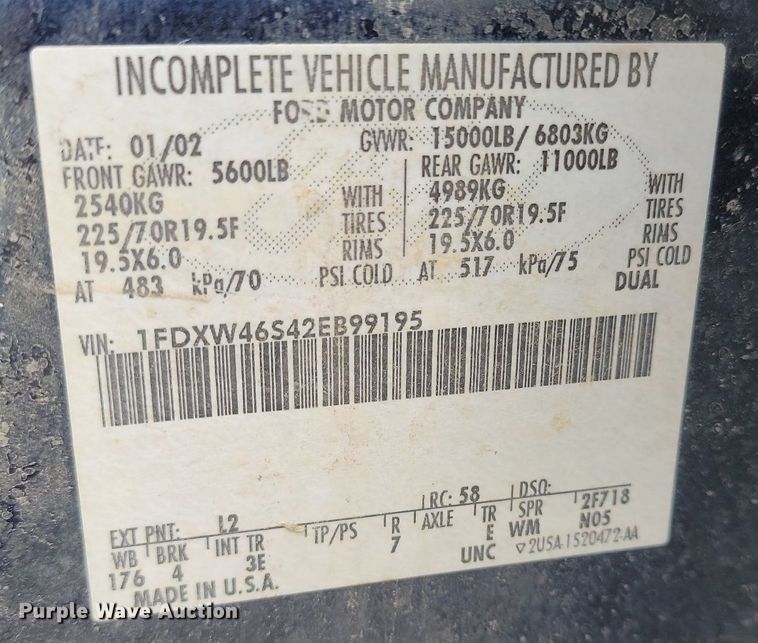 INCOMPLETE VEHICLE MANUFACTURED BY
FORD MOTOR COMPANY
DATE: 01/02 GVWR: 15000LB/ 6803KG
FRONT GAWR: 5600LB REAR GAWR: 11000LB
2540KG WITH 4989KG WITH
225/70R19.5F TIRES 225/70R19.5F TIRES
19.5X6.0 RIMS 19.5X6.0 RIMS
AT 483 kPa/70 PSI COLD AT 517 kPa/75 PSI COLD
DUAL
VIN: 1FDXW46S42EB99195
EXT PNT: L2 RC: 58 DSO:
WB BRK INT TR TP/PS R AXLE TR SPR 2F718
176 4 3E 7 E WM N05
UNC ▽2USA-1520472-AA
MADE IN U.S.A.
Purple Wave Auction